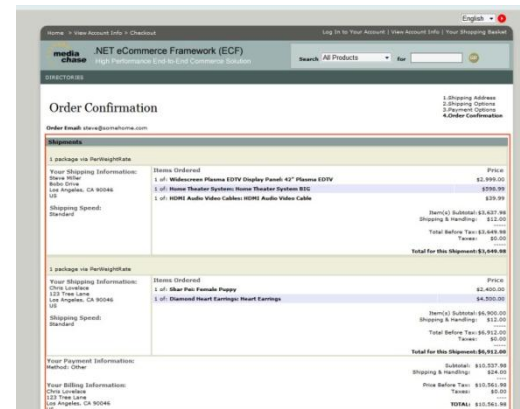 English
Home > View Account Info > Checkout
Log In to Your Account | View Account Info | Your Shopping Basket
media chase
.NET eCommerce Framework (ECF)
High Performance End-to-End Commerce Solution
Search All Products for
DIRECTORIES
Order Confirmation
1.Shipping Address
2.Shipping Options
3.Payment Options
4.Order Confirmation
Order Email: steve@somehome.com
Shipments
1 package via PerWeightRate
Your Shipping Information:
Steve Miller
Bobo Drive
Los Angeles, CA 90046
US
Shipping Speed:
Standard
Items Ordered Price
1 of: Widescreen Plasma EDTV Display Panel: 42" Plasma EDTV $2,999.00
1 of: Home Theater System: Home Theater System BIG $598.99
1 of: HDMI Audio Video Cables: HDMI Audio Video Cable $39.99
Item(s) Subtotal: $3,637.98
Shipping & Handling: $12.00
-----
Total Before Tax: $3,649.98
Taxes: $0.00
-----
Total for this Shipment: $3,649.98
1 package via PerWeightRate
Your Shipping Information:
Chris Lovelace
123 Tree Lane
Los Angeles, CA 90046
US
Shipping Speed:
Standard
Items Ordered Price
1 of: Shar Pei: Female Puppy $2,400.00
1 of: Diamond Heart Earrings: Heart Earrings $4,500.00
Item(s) Subtotal: $6,900.00
Shipping & Handling: $12.00
-----
Total Before Tax: $6,912.00
Taxes: $0.00
-----
Total for this Shipment: $6,912.00
Your Payment Information:
Method: Other
Your Billing Information:
Chris Lovelace
123 Tree Lane
Los Angeles, CA 90046
US
Subtotal: $10,537.98
Shipping & Handling: $24.00
-----
Price Before Tax: $10,561.98
Taxes: $0.00
-----
TOTAL: $10,561.98